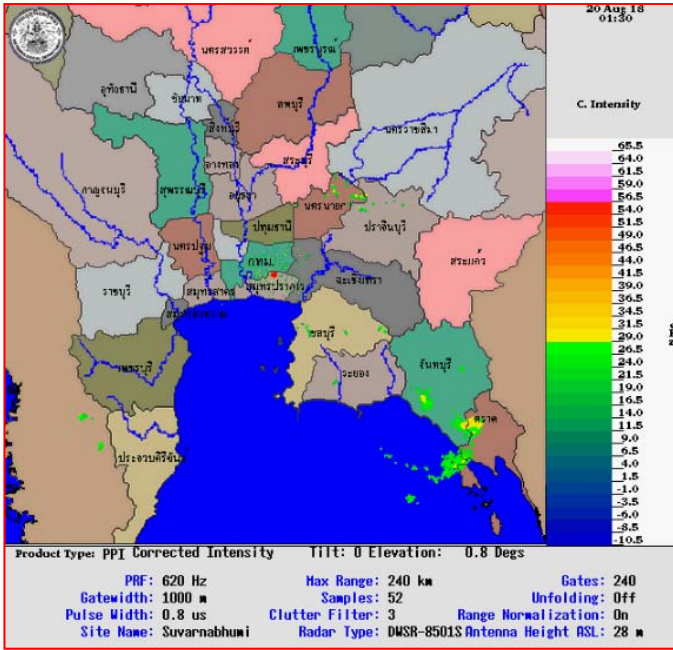 20 Aug 18
01:30
C. Intensity
65.5
64.0
61.5
59.0
56.5
54.0
51.5
49.0
46.5
44.0
41.5
39.0
36.5
34.0
31.5
29.0
26.5
24.0
21.5
19.0
16.5
14.0
11.5
9.0
6.5
4.0
1.5
-1.0
-3.5
-6.0
-8.5
-10.5
นครสวรรค์
เพชรบูรณ์
อุทัยธานี
ชัยนาท
ลพบุรี
สิงห์บุรี
นครราชสีมา
อ่างทอง
สระบุรี
กาญจนบุรี
สุพรรณบุรี
อยุธยา
นครนายก
ปราจีนบุรี
ปทุมธานี
นครปฐม
กทม.
สระแก้ว
ราชบุรี
สมุทรสาคร
สมุทรปราการ
ฉะเชิงเทรา
ชลบุรี
จันทบุรี
เพชรบุรี
ระยอง
ตราด
ประจวบคีรีขันธ์
Product Type: PPI Corrected Intensity Tilt: 0 Elevation: 0.8 Degs
PRF: 620 Hz Max Range: 240 km Gates: 240
Gatewidth: 1000 m Samples: 52 Unfolding: Off
Pulse Width: 0.8 us Clutter Filter: 3 Range Normalization: On
Site Name: Suvarnabhumi Radar Type: DWSR-8501S Antenna Height ASL: 28 m